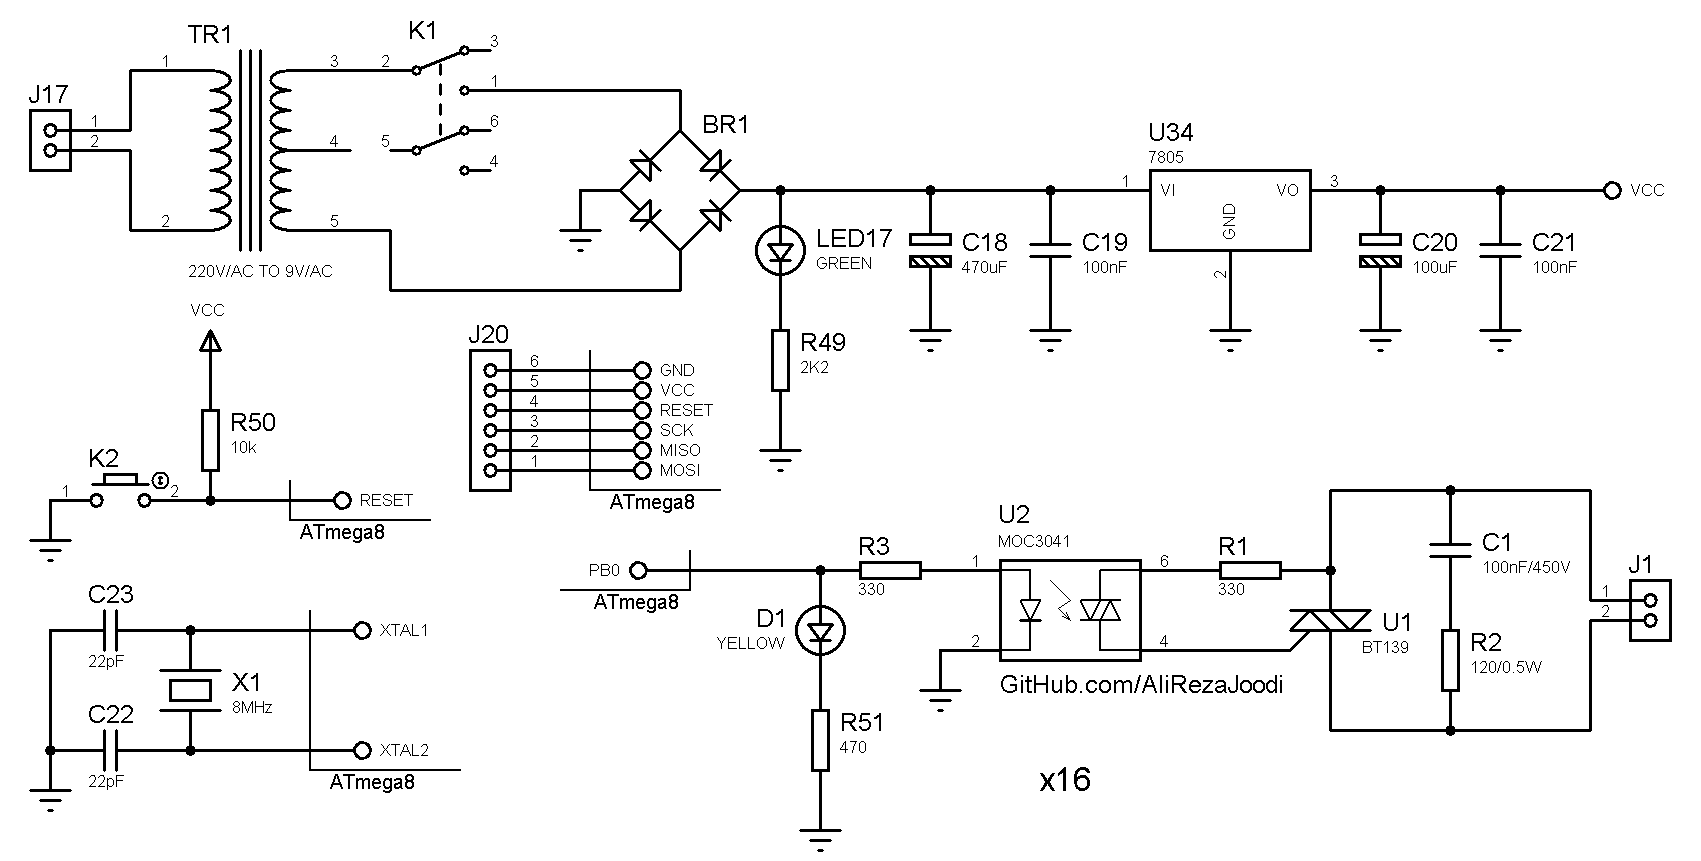 TR1
1
2
3
4
5
220V/AC TO 9V/AC
J17
1
2
K1
2
3
1
5
6
4
BR1
LED17
GREEN
R49
2K2
C18
470uF
C19
100nF
U34
7805
1
VI
VO
3
GND
2
C20
100uF
C21
100nF
VCC
VCC
R50
10k
K2
1
2
RESET
ATmega8
J20
6
GND
5
VCC
4
RESET
3
SCK
2
MISO
1
MOSI
ATmega8
C23
22pF
XTAL1
X1
8MHz
C22
22pF
XTAL2
ATmega8
PB0
ATmega8
R3
330
D1
YELLOW
R51
470
U2
MOC3041
1
2
6
4
GitHub.com/AliRezaJoodi
R1
330
U1
BT139
C1
100nF/450V
R2
120/0.5W
J1
1
2
x16